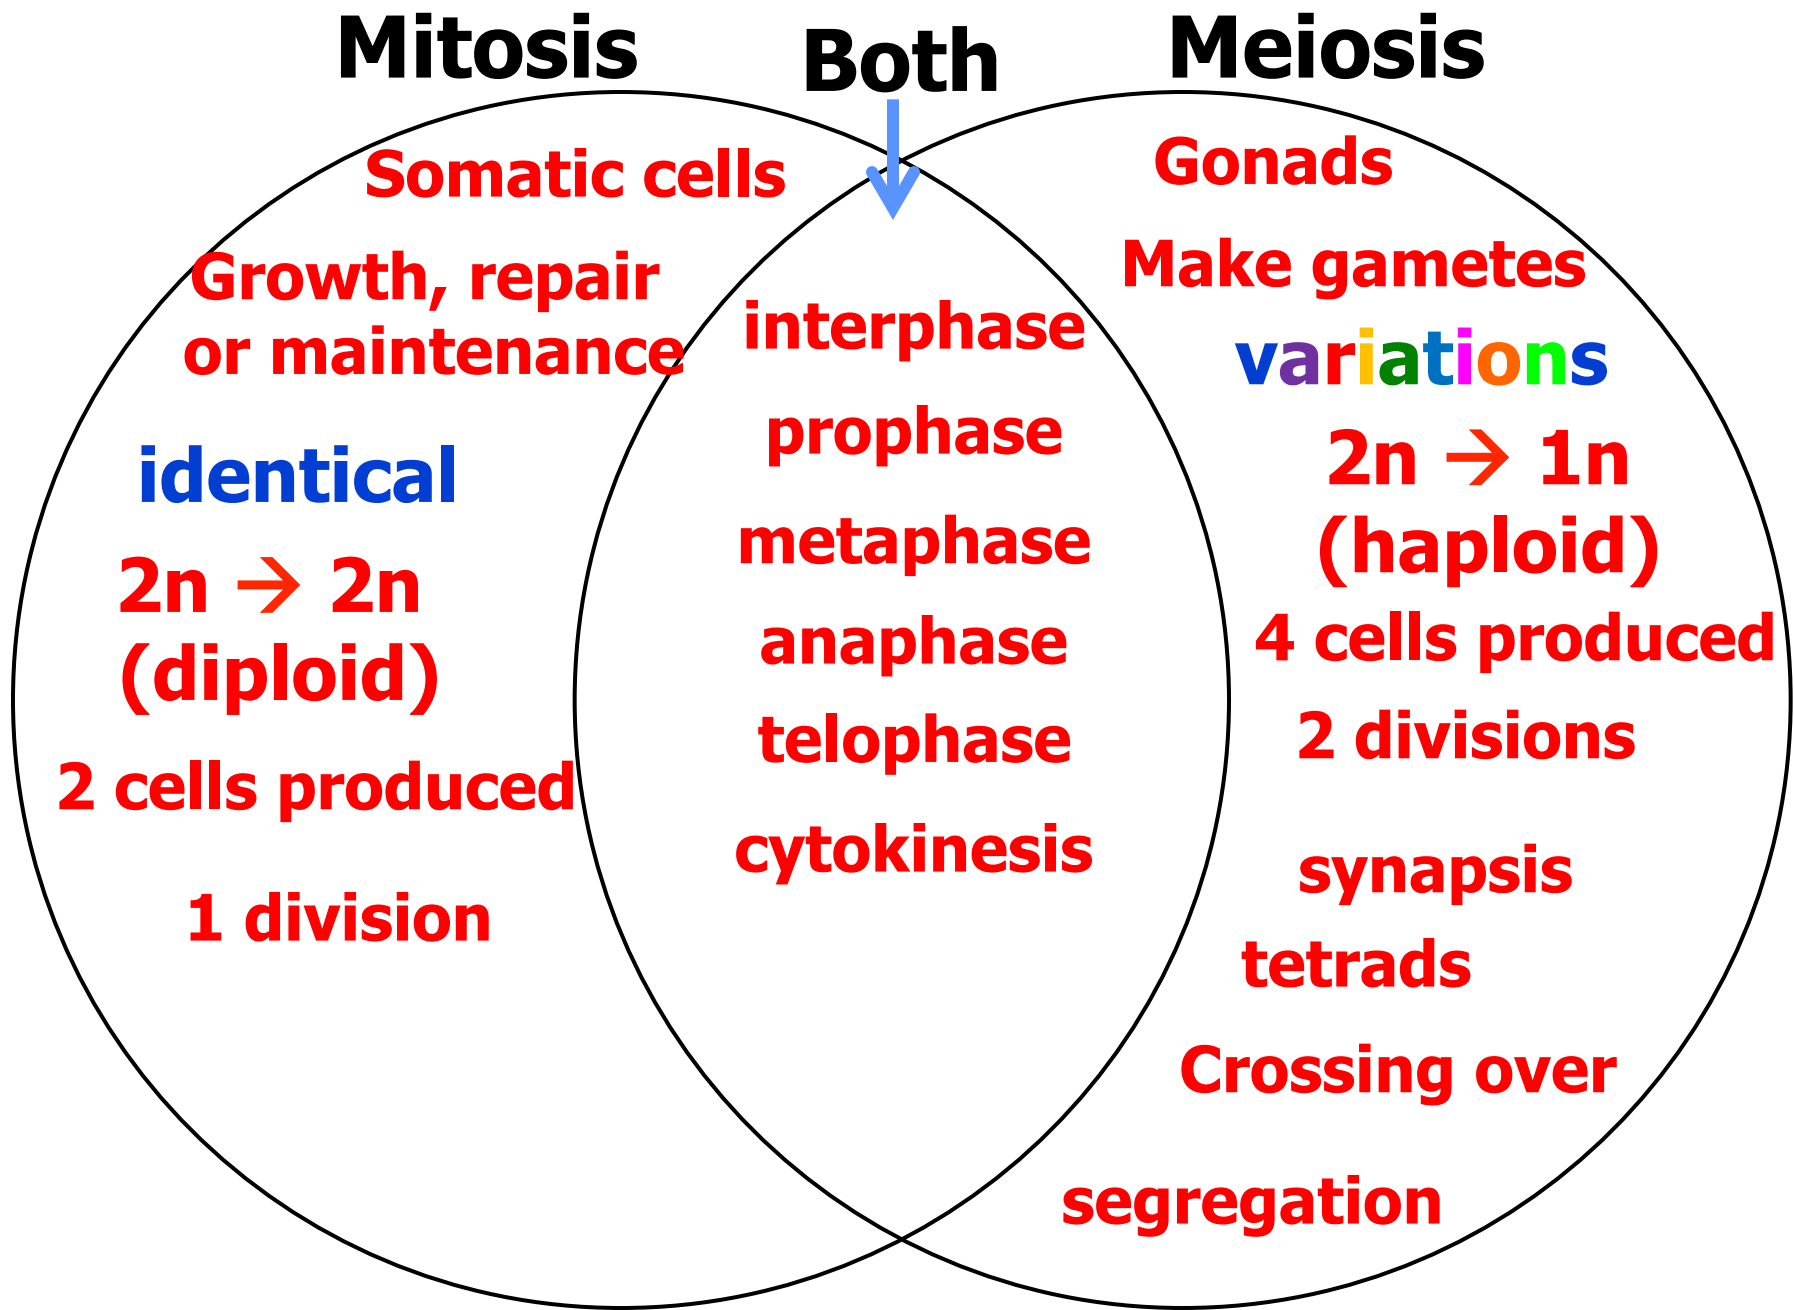 Mitosis
Both
Meiosis
Somatic cells
Growth, repair
or maintenance
identical
2n → 2n
(diploid)
2 cells produced
1 division
interphase
prophase
metaphase
anaphase
telophase
cytokinesis
Gonads
Make gametes
variations
2n → 1n
(haploid)
4 cells produced
2 divisions
synapsis
tetrads
Crossing over
segregation